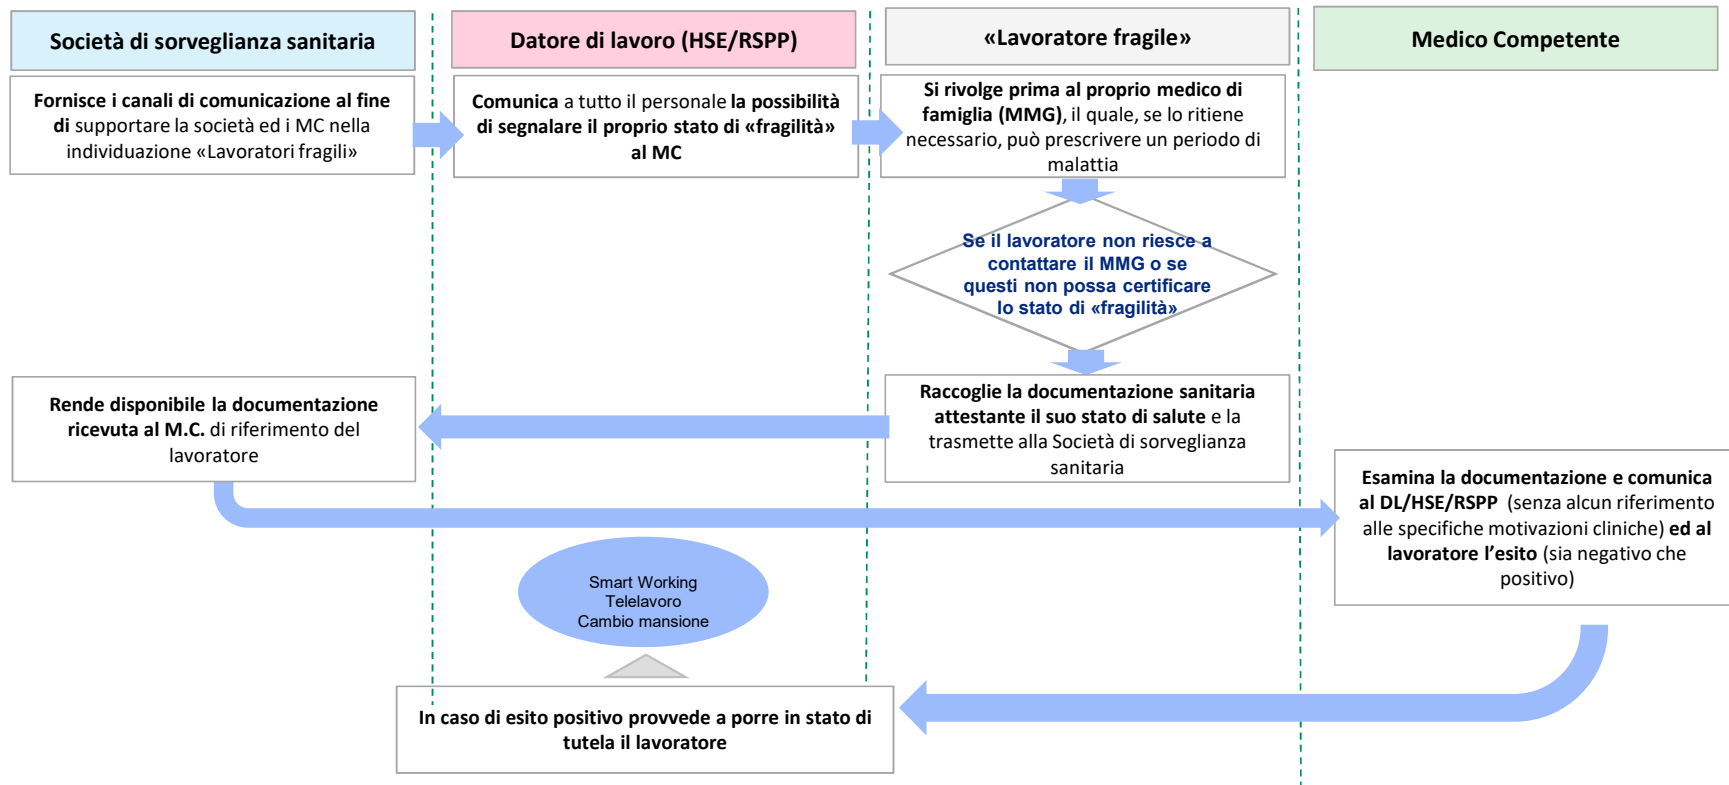 Società di sorveglianza sanitaria
Datore di lavoro (HSE/RSPP)
«Lavoratore fragile»
Medico Competente
Fornisce i canali di comunicazione al fine
di supportare la società ed i MC nella
individuazione «Lavoratori fragili»
Comunica a tutto il personale la possibilità
di segnalare il proprio stato di «fragilità»
al MC
Si rivolge prima al proprio medico di
famiglia (MMG), il quale, se lo ritiene
necessario, può prescrivere un periodo di
malattia
Se il lavoratore non riesce a
contattare il MMG o se
questi non possa certificare
lo stato di «fragilità»
Raccoglie la documentazione sanitaria
attestante il suo stato di salute e la
trasmette alla Società di sorveglianza
sanitaria
Rende disponibile la documentazione
ricevuta al M.C. di riferimento del
lavoratore
Esamina la documentazione e comunica
al DL/HSE/RSPP (senza alcun riferimento
alle specifiche motivazioni cliniche) ed al
lavoratore l'esito (sia negativo che
positivo)
Smart Working
Telelavoro
Cambio mansione
In caso di esito positivo provvede a porre in stato di
tutela il lavoratore